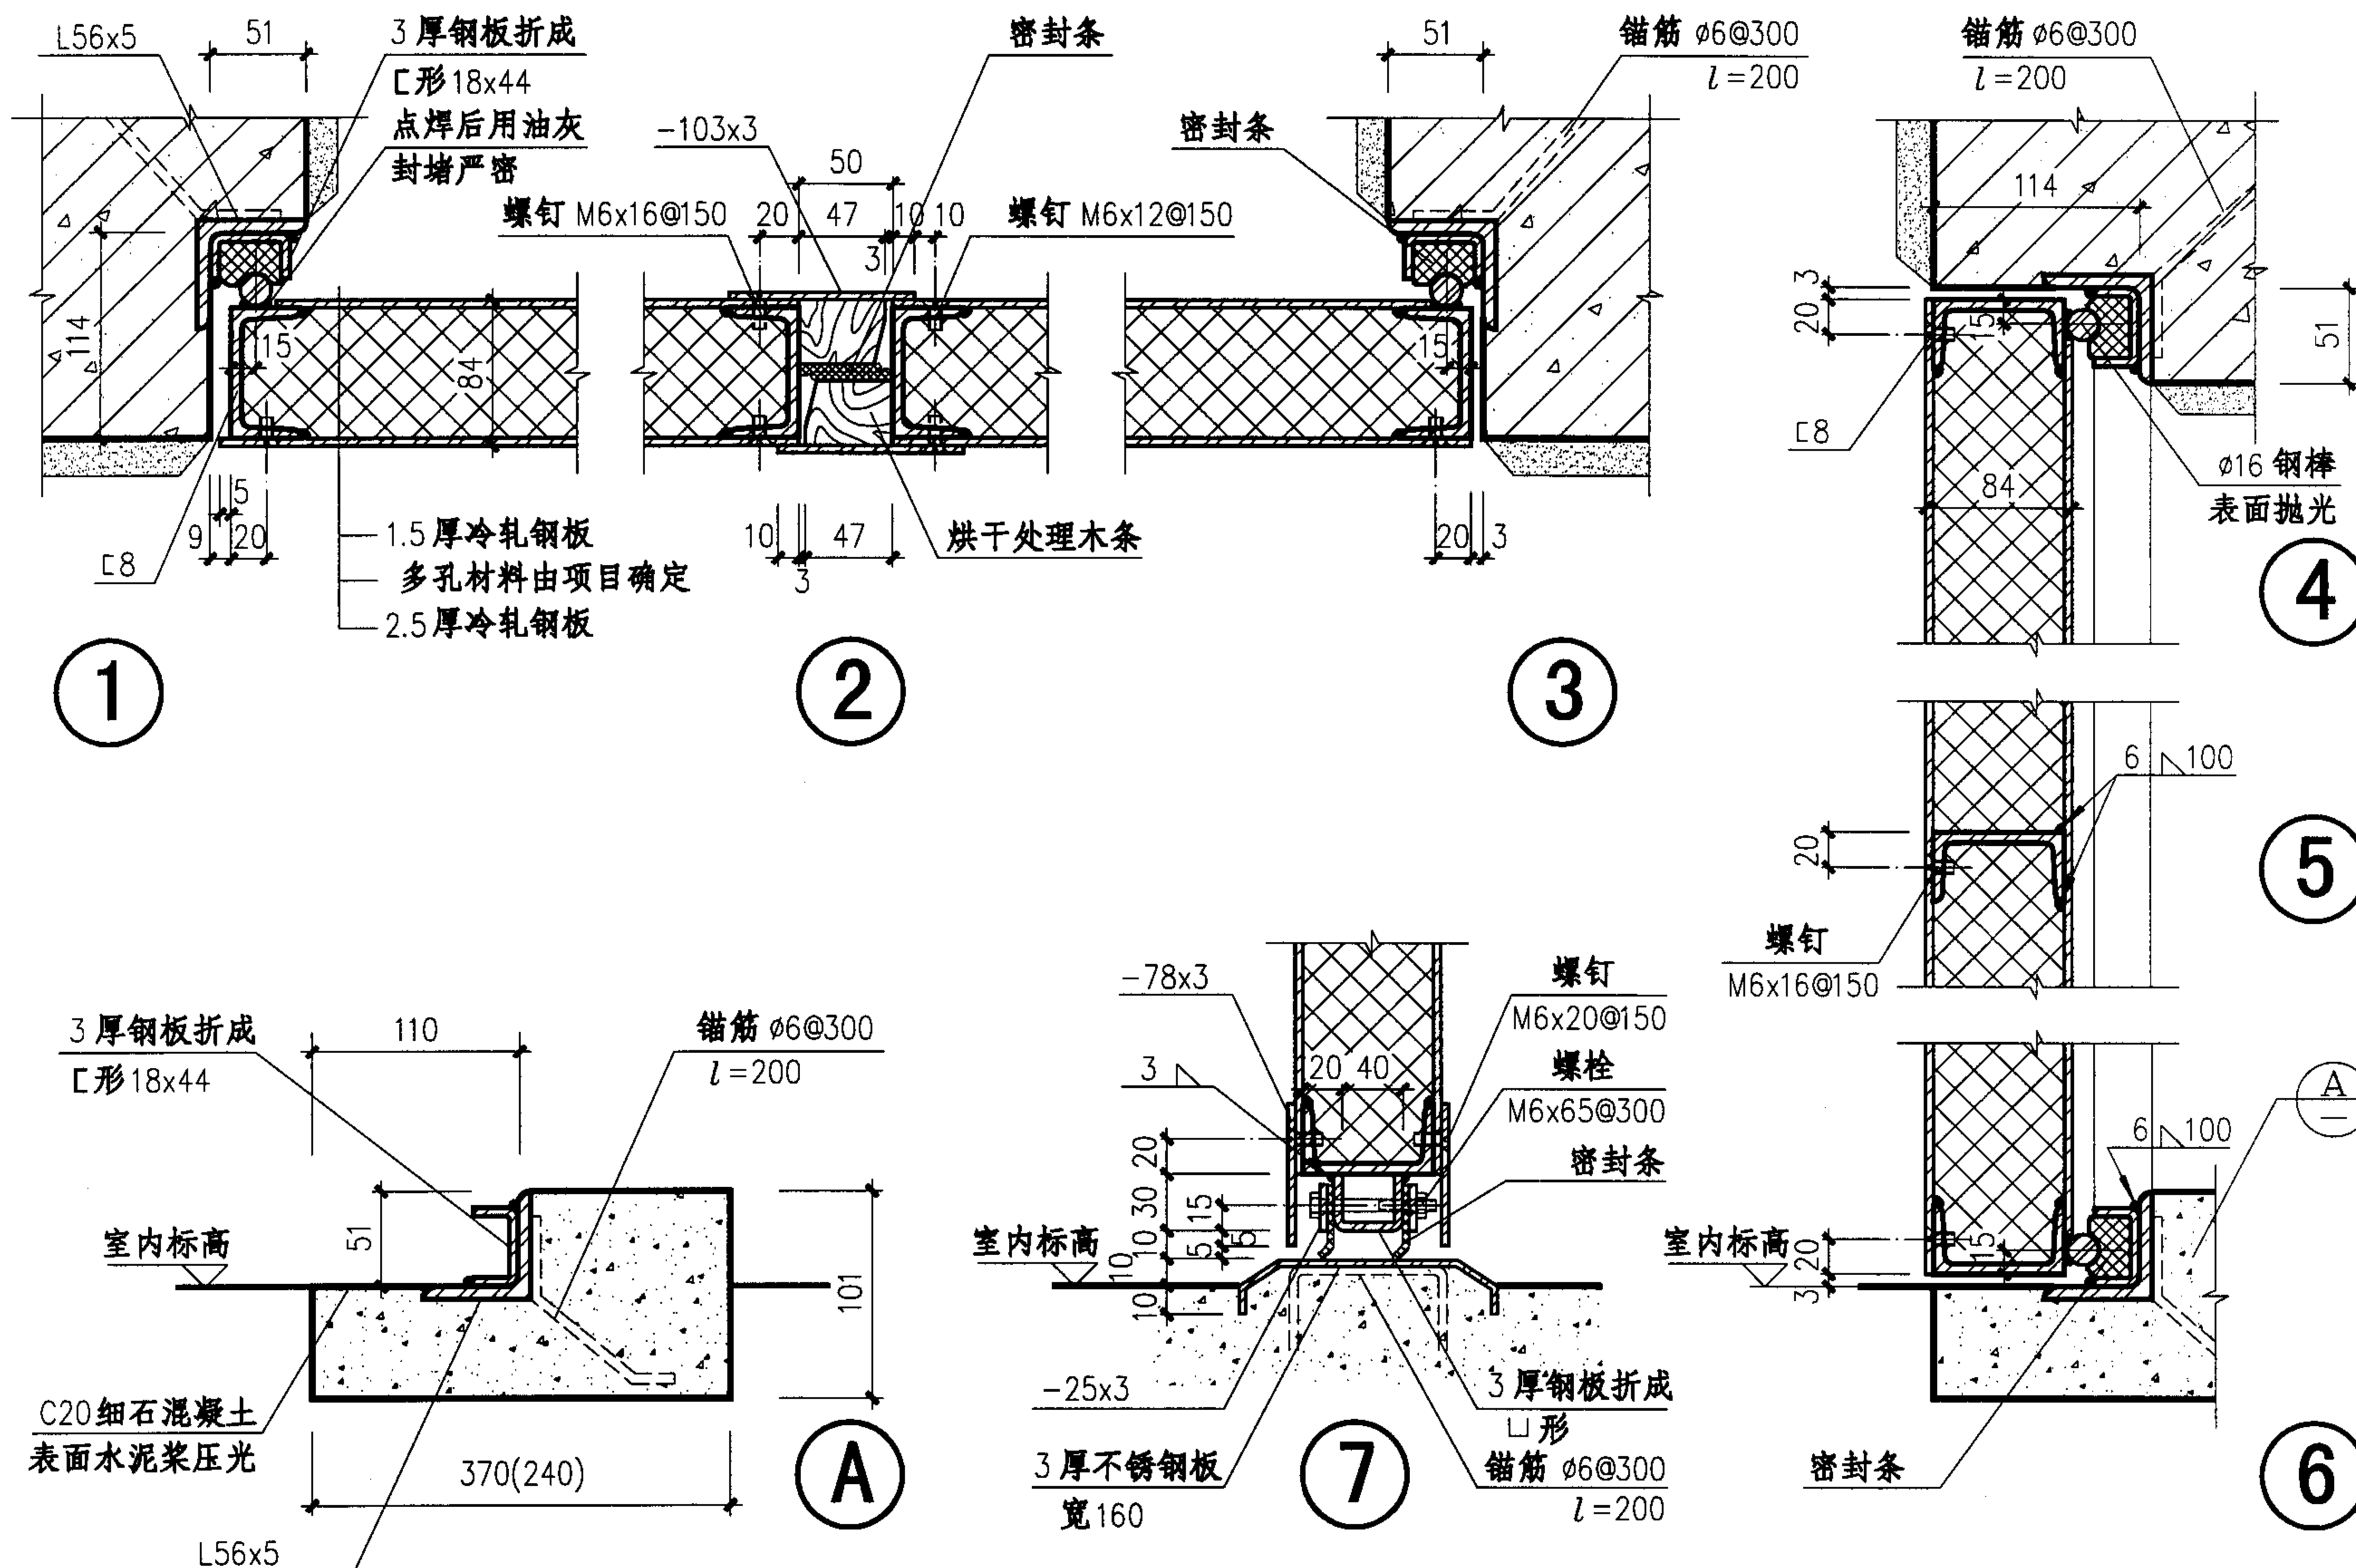 L56x5
51
3厚钢板折成
匚形18x44
点焊后用油灰
封堵严密
114
15
84
9
5
20
匚8
1.5厚冷轧钢板
多孔材料由项目确定
2.5厚冷轧钢板
1
密封条
-103x3
50
螺钉 M6x16@150
20
47
10
10
3
螺钉 M6x12@150
10
47
3
烘干处理木条
2
51
锚筋 ø6@300
l=200
密封条
15
20
3
3
锚筋 ø6@300
l=200
114
3
20
15
51
匚8
84
ø16钢棒
表面抛光
4
6
100
20
螺钉
M6x16@150
5
3厚钢板折成
匚形18x44
110
锚筋 ø6@300
l=200
51
室内标高
101
C20细石混凝土
表面水泥浆压光
370(240)
L56x5
A
-78x3
螺钉
M6x20@150
3
20
40
螺栓
M6x65@300
密封条
20
30
15
10
5
5
10
10
室内标高
-25x3
3厚钢板折成
凵形
3厚不锈钢板
宽160
锚筋 ø6@300
l=200
7
A
6
100
室内标高
20
15
3
密封条
6